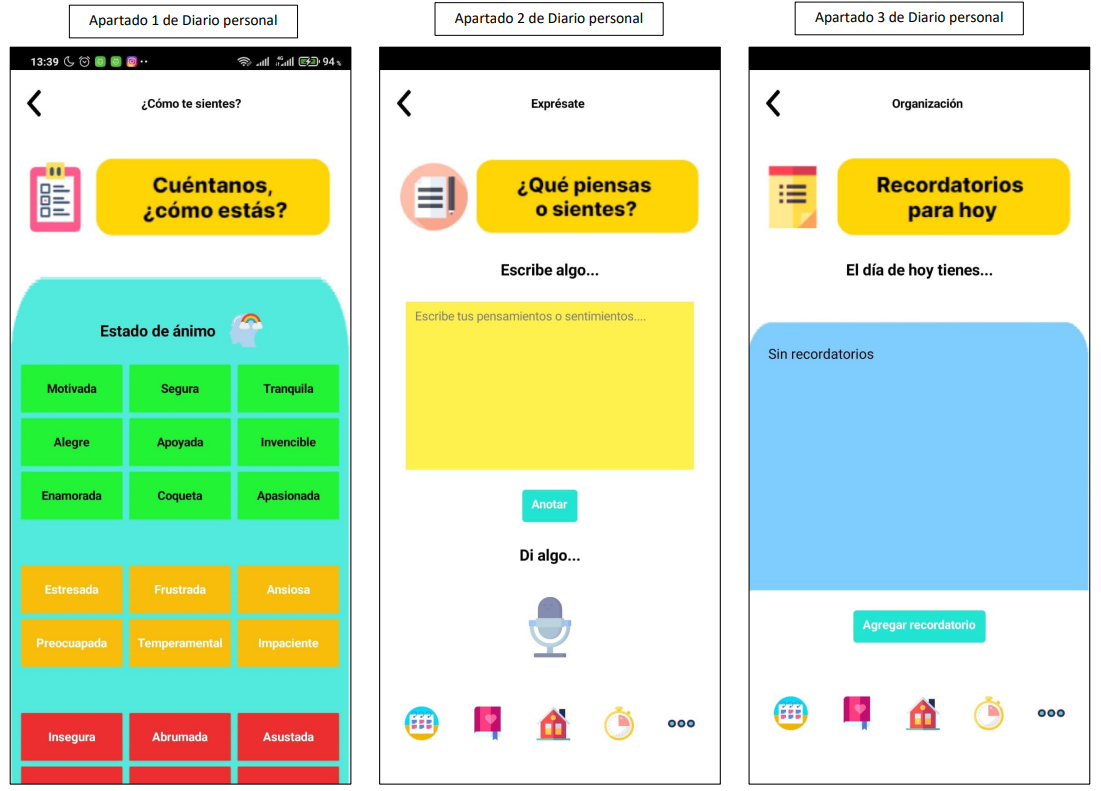 Apartado 1 de Diario personal
13:39
4G
94%
¿Cómo te sientes?
Cuéntanos,
¿cómo estás?
Estado de ánimo
Motivada Segura Tranquila
Alegre Apoyada Invencible
Enamorada Coqueta Apasionada
Estresada Frustrada Ansiosa
Preocuapada Temperamental Impaciente
Insegura Abrumada Asustada
Apartado 2 de Diario personal
Exprésate
¿Qué piensas
o sientes?
Escribe algo...
Escribe tus pensamientos o sentimientos....
Anotar
Di algo...
Apartado 3 de Diario personal
Organización
Recordatorios
para hoy
El día de hoy tienes...
Sin recordatorios
Agregar recordatorio